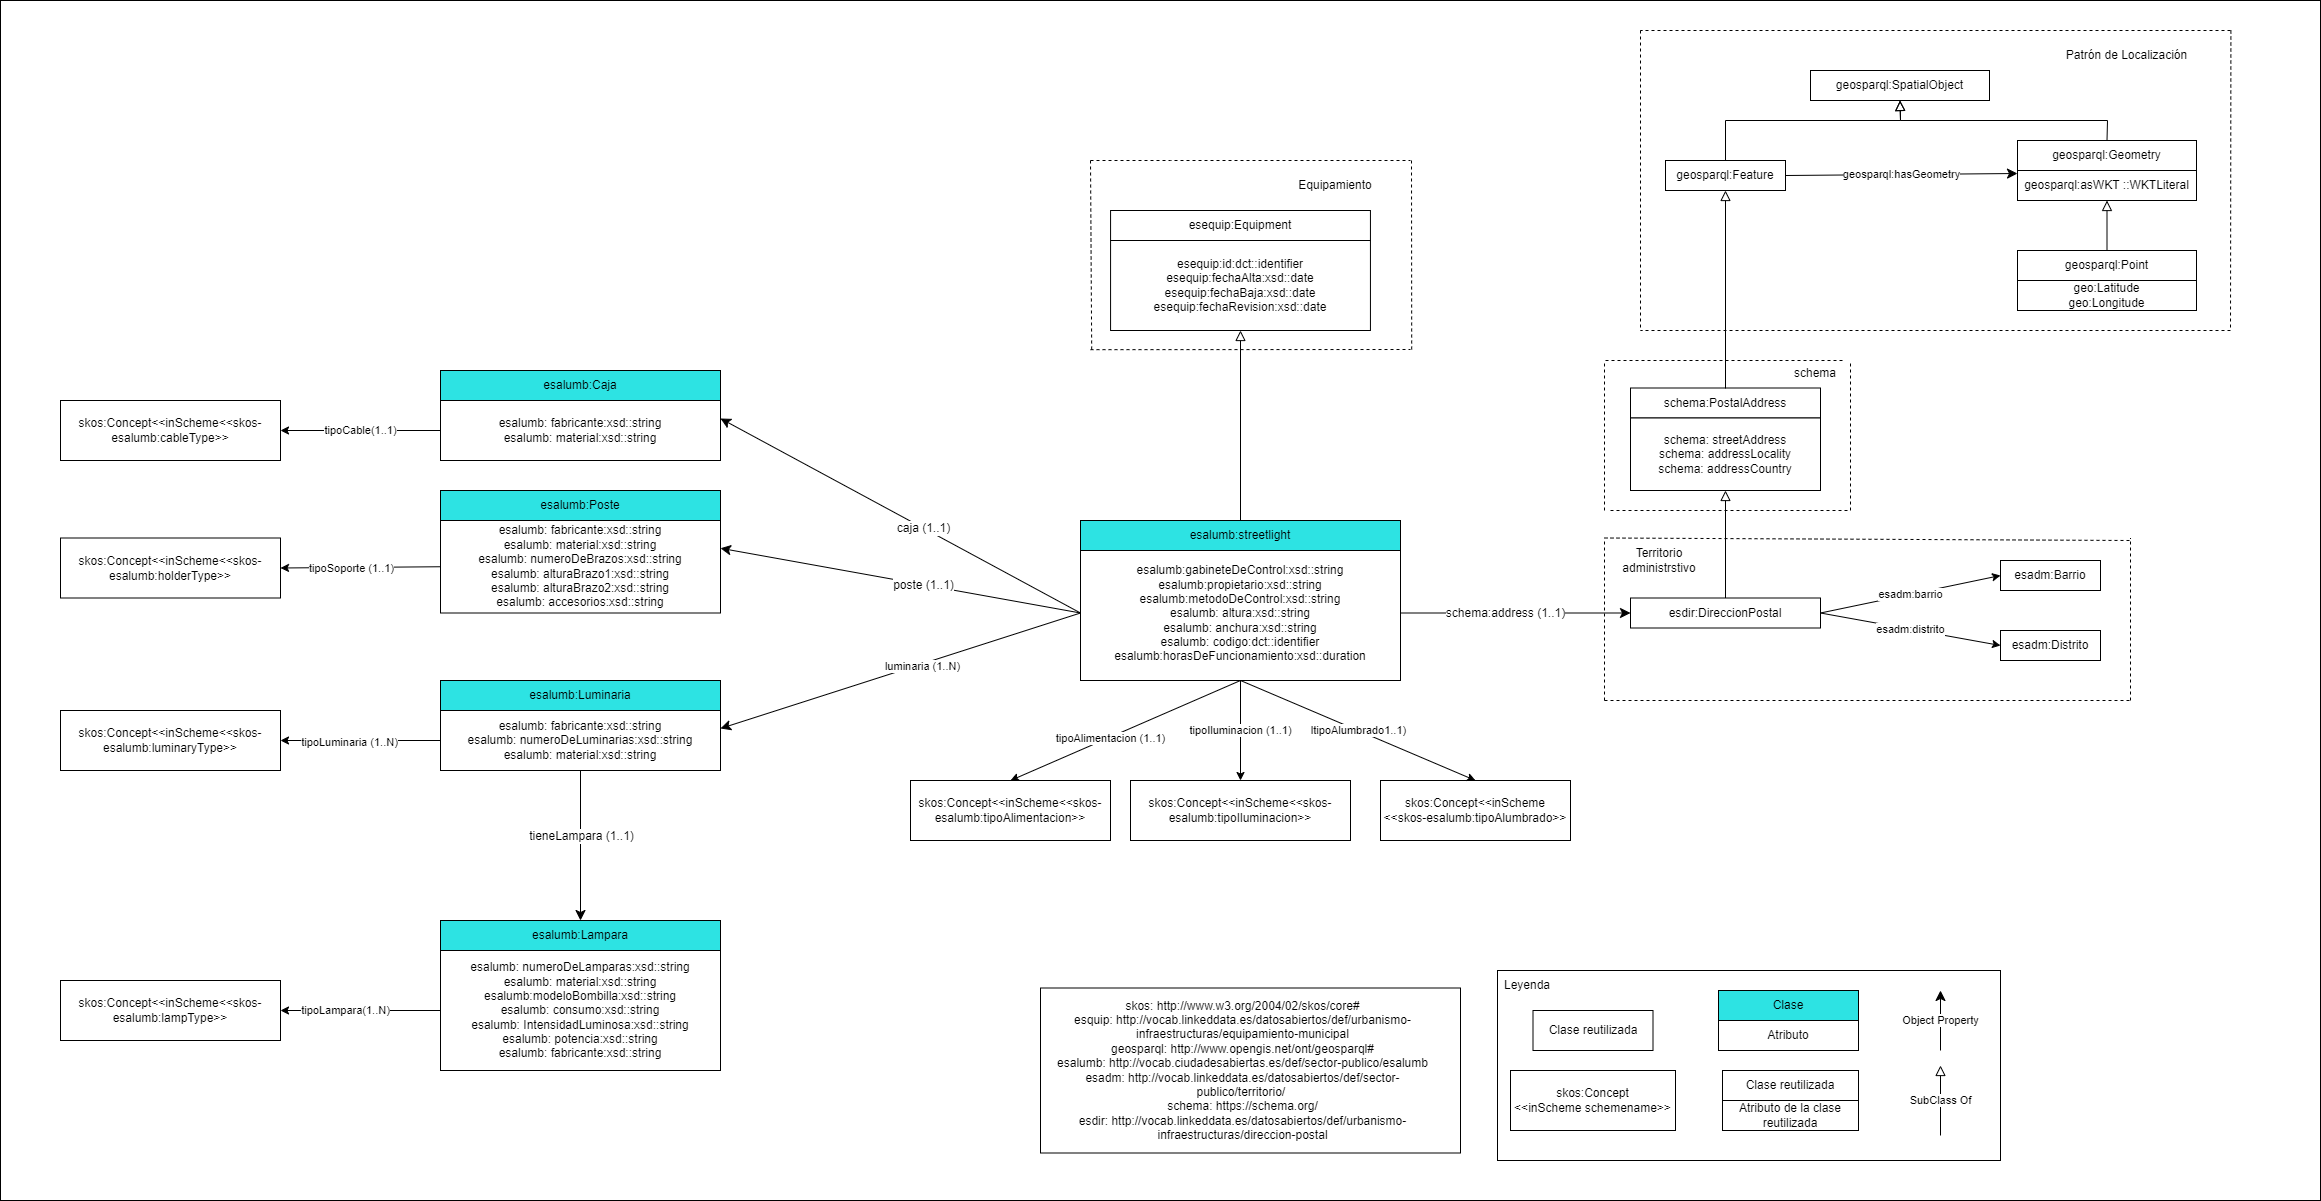 Patrón de Localización
geosparql:SpatialObject
geosparql:Feature
geosparql:hasGeometry
geosparql:Geometry
geosparql:asWKT ::WKTLiteral
geosparql:Point
geo:Latitude
geo:Longitude
Equipamiento
esequip:Equipment
esequip:id:dct::identifier
esequip:fechaAlta:xsd::date
esequip:fechaBaja:xsd::date
esequip:fechaRevision:xsd::date
schema
schema:PostalAddress
schema: streetAddress
schema: addressLocality
schema: addressCountry
esalumb:Caja
esalumb: fabricante:xsd::string
esalumb: material:xsd::string
tipoCable(1..1)
skos:Concept<<inScheme<<skos-
esalumb:cableType>>
esalumb:Poste
esalumb: fabricante:xsd::string
esalumb: material:xsd::string
esalumb: numeroDeBrazos:xsd::string
esalumb: alturaBrazo1:xsd::string
esalumb: alturaBrazo2:xsd::string
esalumb: accesorios:xsd::string
tipoSoporte (1..1)
skos:Concept<<inScheme<<skos-
esalumb:holderType>>
caja (1..1)
poste (1..1)
luminaria (1..N)
esalumb:streetlight
esalumb:gabineteDeControl:xsd::string
esalumb:propietario:xsd::string
esalumb:metodoDeControl:xsd::string
esalumb: altura:xsd::string
esalumb: anchura:xsd::string
esalumb: codigo:dct::identifier
esalumb:horasDeFuncionamiento:xsd::duration
schema:address (1..1)
Territorio
administrstivo
esdir:DireccionPostal
esadm:barrio
esadm:distrito
esadm:Barrio
esadm:Distrito
esalumb:Luminaria
esalumb: fabricante:xsd::string
esalumb: numeroDeLuminarias:xsd::string
esalumb: material:xsd::string
tipoLuminaria (1..N)
skos:Concept<<inScheme<<skos-
esalumb:luminaryType>>
tipoAlimentacion (1..1)
tipoIluminacion (1..1)
ltipoAlumbrado1..1)
skos:Concept<<inScheme<<skos-
esalumb:tipoAlimentacion>>
skos:Concept<<inScheme<<skos-
esalumb:tipoIluminacion>>
skos:Concept<<inScheme
<<skos-esalumb:tipoAlumbrado>>
tieneLampara (1..1)
esalumb:Lampara
esalumb: numeroDeLamparas:xsd::string
esalumb: material:xsd::string
esalumb:modeloBombilla:xsd::string
esalumb: consumo:xsd::string
esalumb: IntensidadLuminosa:xsd::string
esalumb: potencia:xsd::string
esalumb: fabricante:xsd::string
tipoLampara(1..N)
skos:Concept<<inScheme<<skos-
esalumb:lampType>>
skos: http://www.w3.org/2004/02/skos/core#
esquip: http://vocab.linkeddata.es/datosabiertos/def/urbanismo-
infraestructuras/equipamiento-municipal
geosparql: http://www.opengis.net/ont/geosparql#
esalumb: http://vocab.ciudadesabiertas.es/def/sector-publico/esalumb
esadm: http://vocab.linkeddata.es/datosabiertos/def/sector-
publico/territorio/
schema: https://schema.org/
esdir: http://vocab.linkeddata.es/datosabiertos/def/urbanismo-
infraestructuras/direccion-postal
Leyenda
Clase reutilizada
Clase
Atributo
Object Property
skos:Concept
<<inScheme schemename>>
Clase reutilizada
Atributo de la clase
reutilizada
SubClass Of